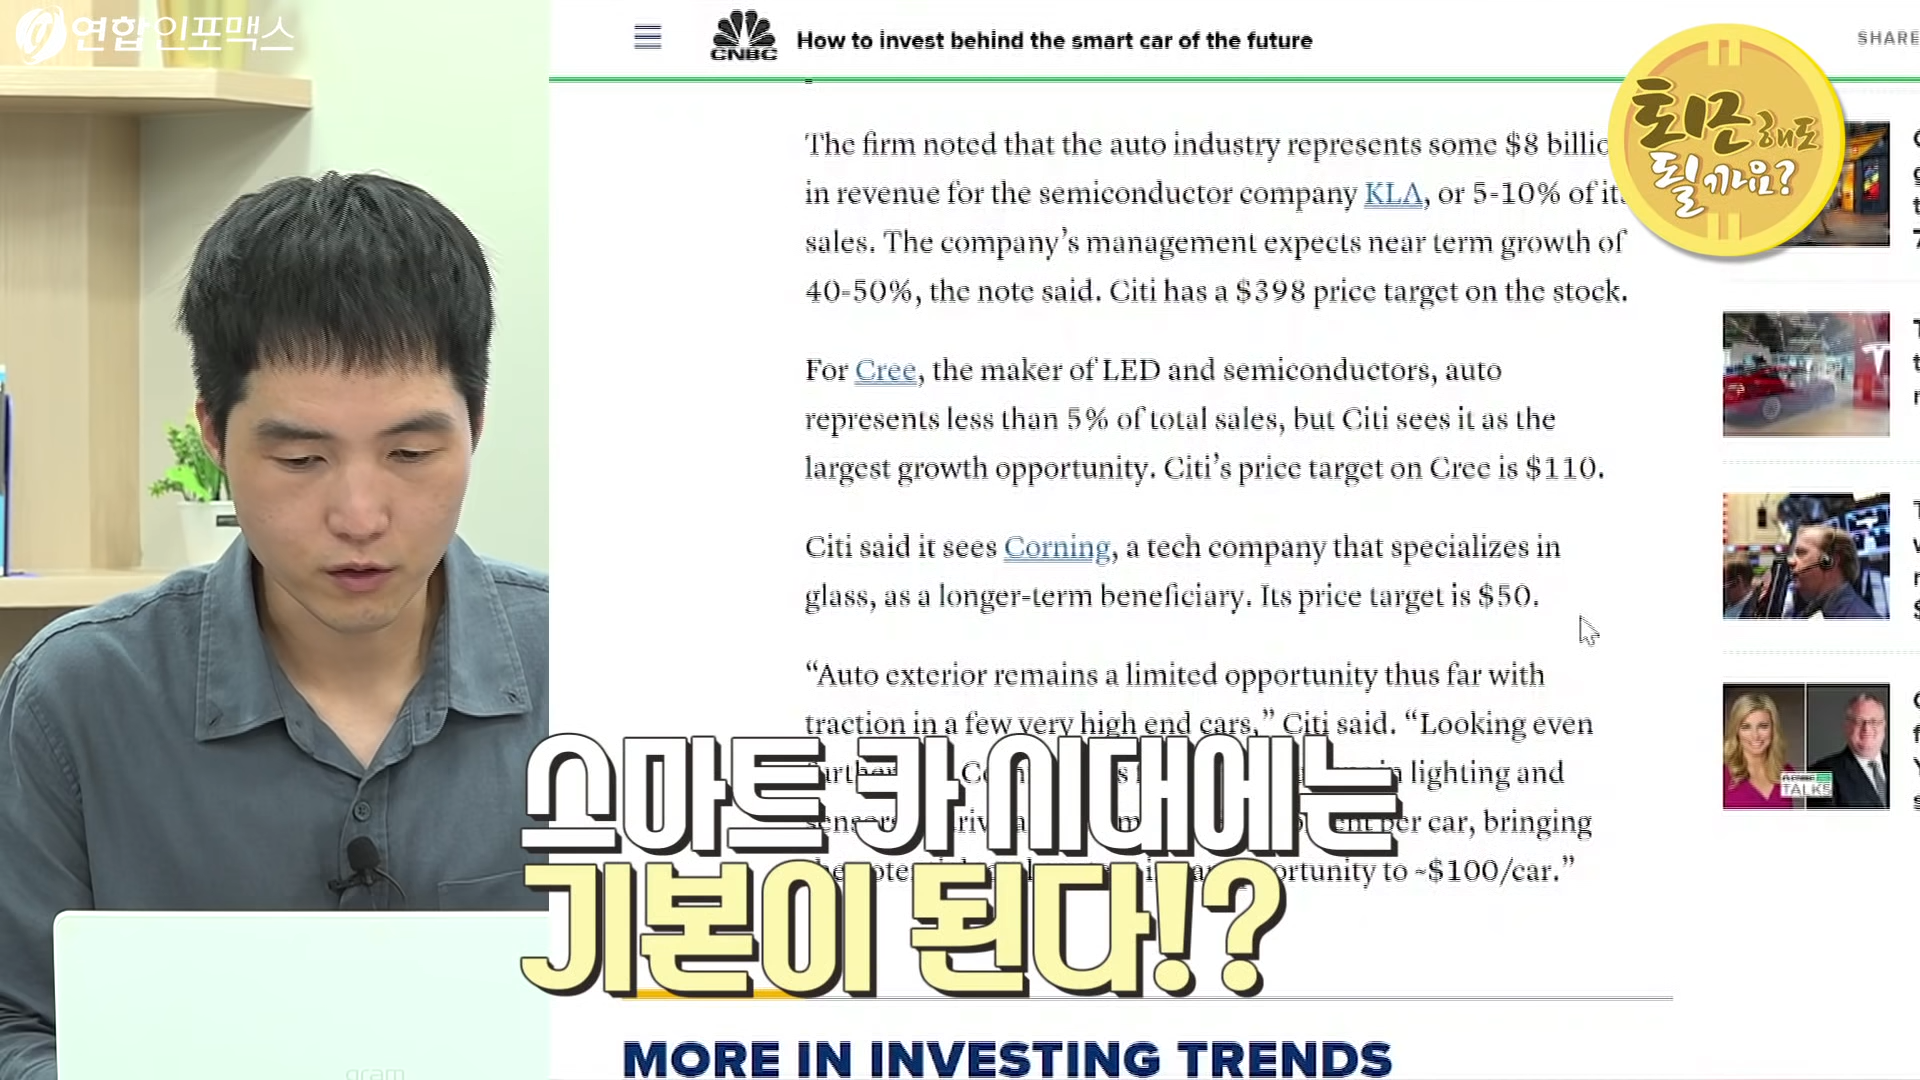 연합인포맥스
CNBC
How to invest behind the smart car of the future
SHARE
퇴근해도
될까요?
The firm noted that the auto industry represents some $8
in revenue for the semiconductor company KLA, or 5-10% of
sales. The company's management expects near term growth of
40-50%, the note said. Citi has a $398 price target on the stock.
For Cree, the maker of LED and semiconductors, auto
represents less than 5% of total sales, but Citi sees it as the
largest growth opportunity. Citi's price target on Cree is $110.
Citi said it sees Corning, a tech company that specializes in
glass, as a longer-term beneficiary. Its price target is $50.
“Auto exterior remains a limited opportunity thus far with
traction in a few very high end cars,” Citi said. “Looking even
lighting and
per car, bringing
to ~$100/car.”
스마트 카 시대에는
기본이 된다!?
TALKS
MORE IN INVESTING TRENDS
gram